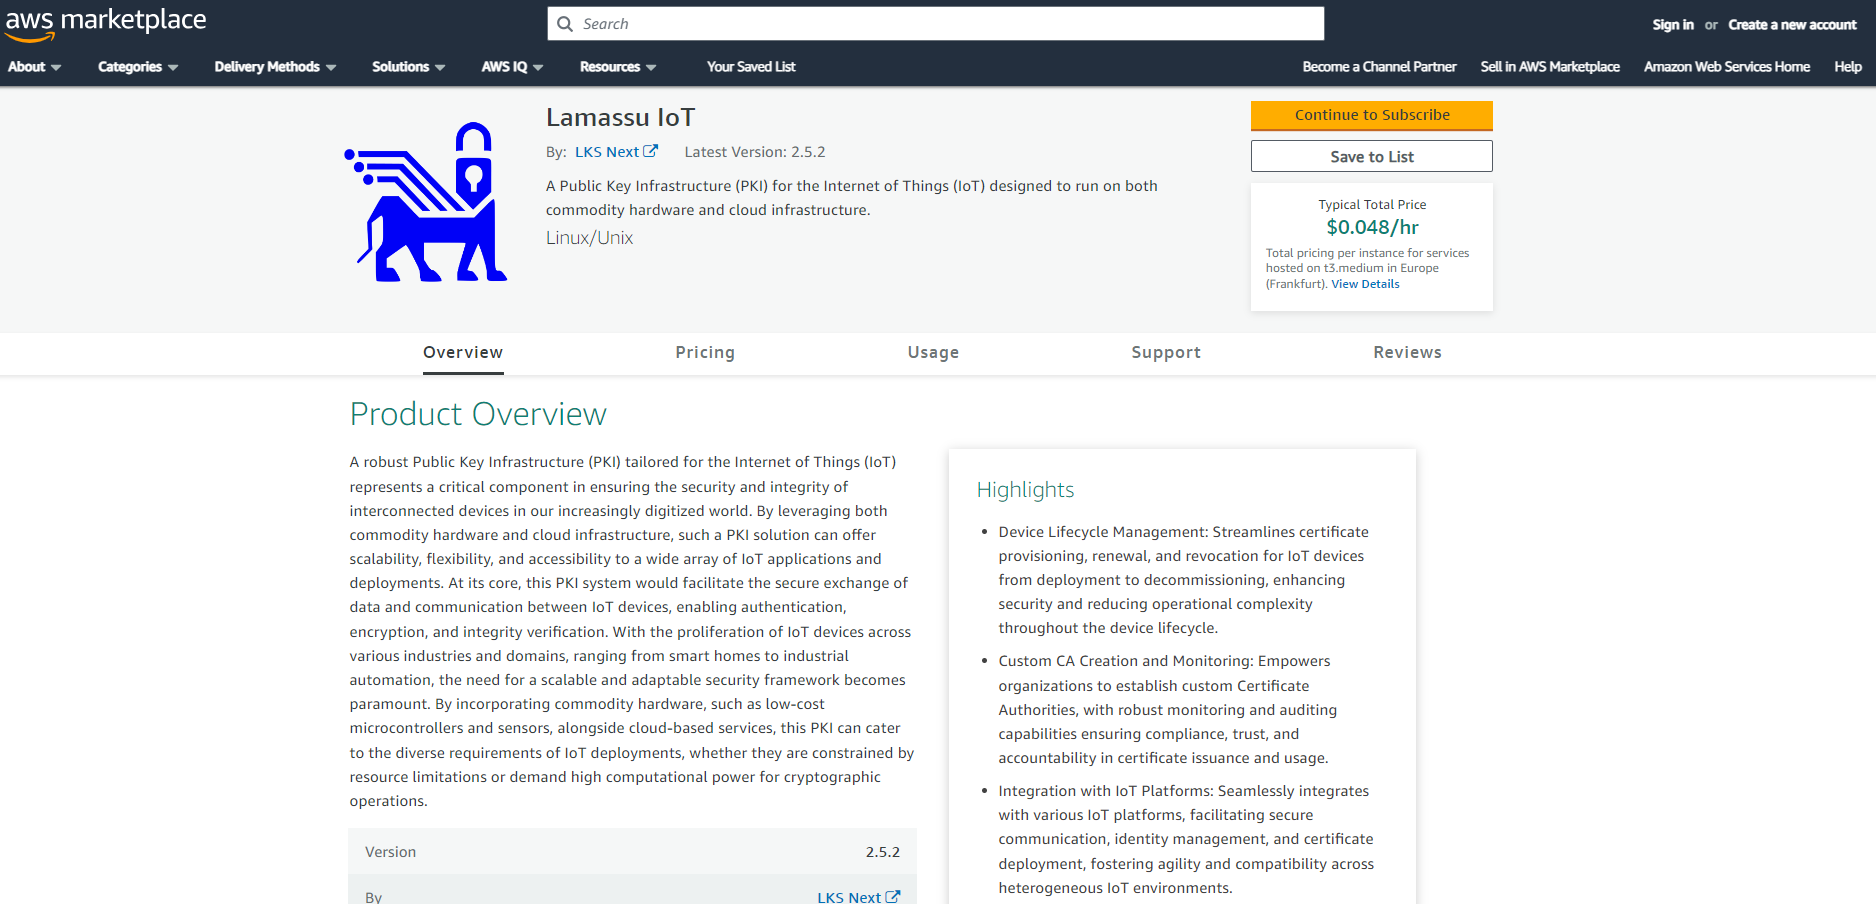 aws marketplace
Search
Sign in or Create a new account
About Categories Delivery Methods Solutions AWS IQ Resources Your Saved List Become a Channel Partner Sell in AWS Marketplace Amazon Web Services Home Help
Lamassu IoT
By: LKS Next Latest Version: 2.5.2
A Public Key Infrastructure (PKI) for the Internet of Things (IoT) designed to run on both
commodity hardware and cloud infrastructure.
Linux/Unix
Continue to Subscribe
Save to List
Typical Total Price
$0.048/hr
Total pricing per instance for services
hosted on t3.medium in Europe
(Frankfurt). View Details
Overview Pricing Usage Support Reviews
Product Overview
A robust Public Key Infrastructure (PKI) tailored for the Internet of Things (IoT)
represents a critical component in ensuring the security and integrity of
interconnected devices in our increasingly digitized world. By leveraging both
commodity hardware and cloud infrastructure, such a PKI solution can offer
scalability, flexibility, and accessibility to a wide array of IoT applications and
deployments. At its core, this PKI system would facilitate the secure exchange of
data and communication between IoT devices, enabling authentication,
encryption, and integrity verification. With the proliferation of IoT devices across
various industries and domains, ranging from smart homes to industrial
automation, the need for a scalable and adaptable security framework becomes
paramount. By incorporating commodity hardware, such as low-cost
microcontrollers and sensors, alongside cloud-based services, this PKI can cater
to the diverse requirements of IoT deployments, whether they are constrained by
resource limitations or demand high computational power for cryptographic
operations.
Version 2.5.2
By LKS Next
Highlights
• Device Lifecycle Management: Streamlines certificate
provisioning, renewal, and revocation for IoT devices
from deployment to decommissioning, enhancing
security and reducing operational complexity
throughout the device lifecycle.
• Custom CA Creation and Monitoring: Empowers
organizations to establish custom Certificate
Authorities, with robust monitoring and auditing
capabilities ensuring compliance, trust, and
accountability in certificate issuance and usage.
• Integration with IoT Platforms: Seamlessly integrates
with various IoT platforms, facilitating secure
communication, identity management, and certificate
deployment, fostering agility and compatibility across
heterogeneous IoT environments.